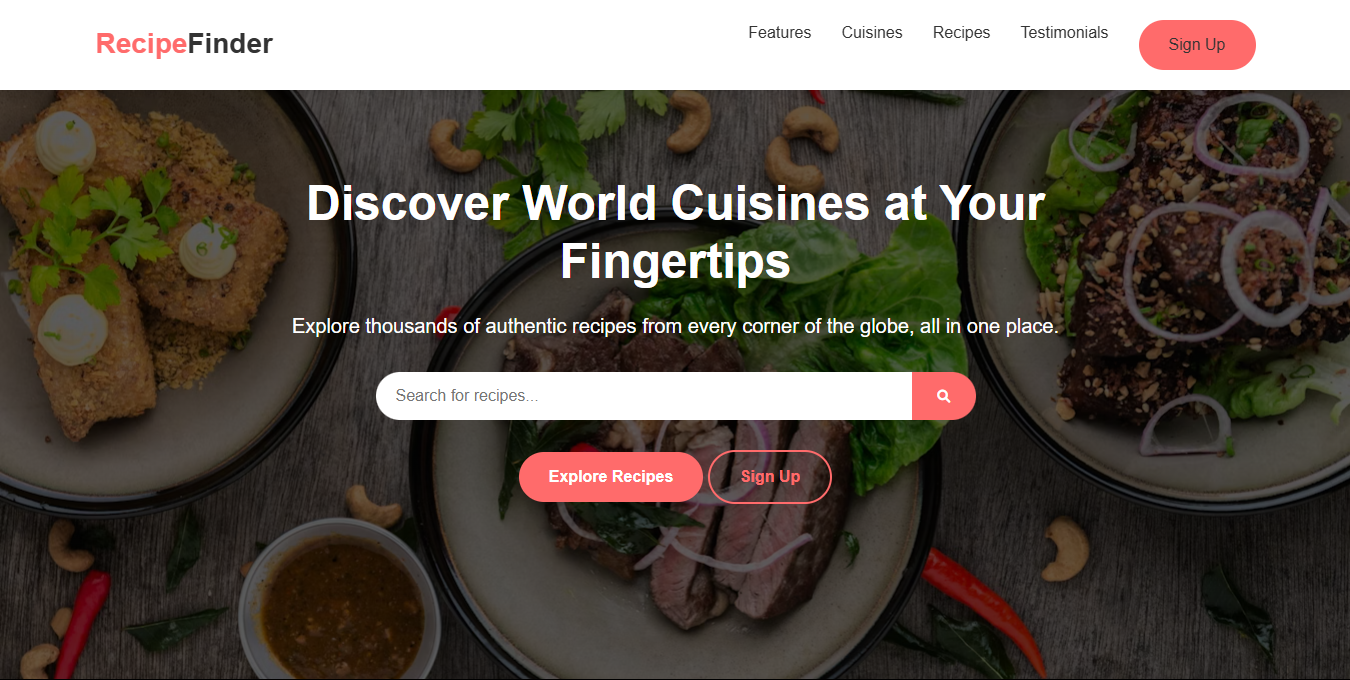 RecipeFinder
Features Cuisines Recipes Testimonials Sign Up
Discover World Cuisines at Your
Fingertips
Explore thousands of authentic recipes from every corner of the globe, all in one place.
Search for recipes...
Explore Recipes Sign Up